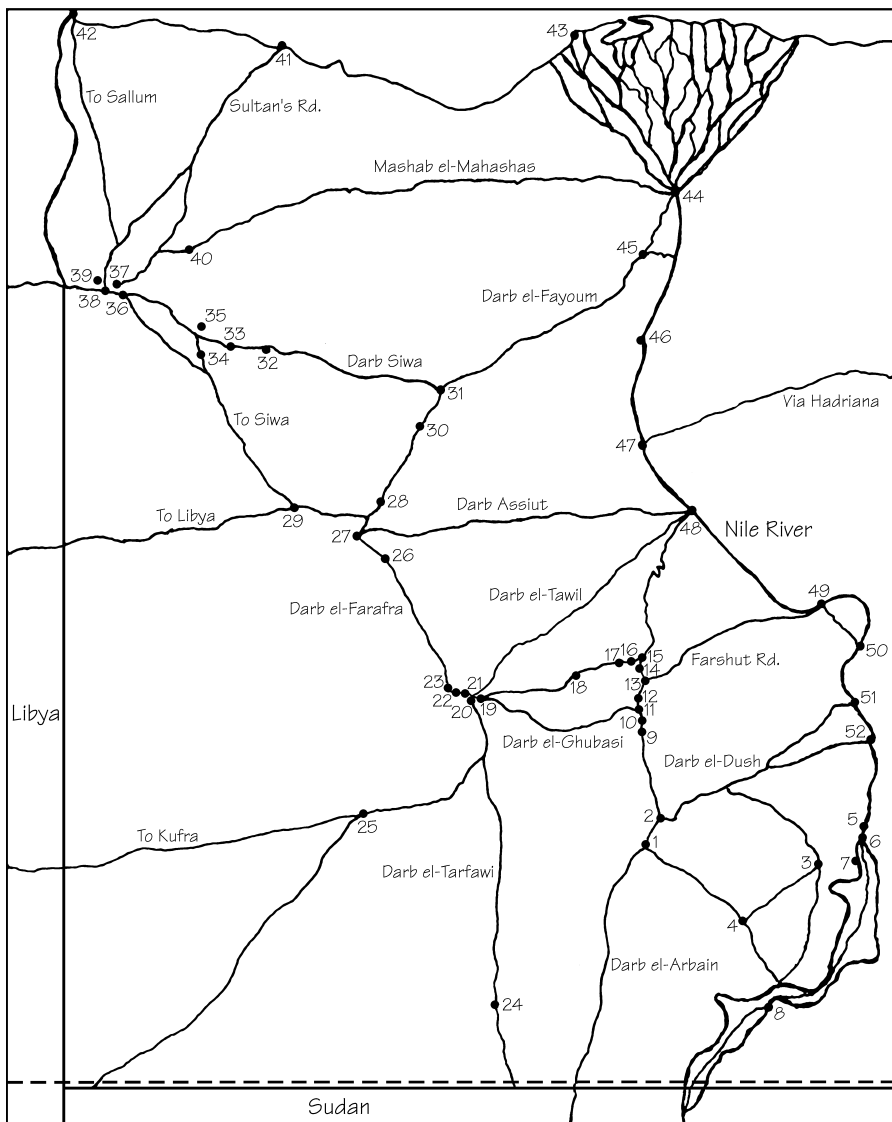 42
43
41
To Sallum
Sultan's Rd.
Mashab el-Mahashas
44
40
45
39
37
38
36
Darb el-Fayoum
35
33
34
32
46
Darb Siwa
31
Via Hadriana
To Siwa
30
47
28
Darb Assiut
To Libya
29
48
Nile River
27
26
Darb el-Farafra
Darb el-Tawil
49
50
17
16
15
14
Farshut Rd.
18
13
23
21
22
20
19
12
11
51
Libya
10
9
Darb el-Ghubasi
52
Darb el-Dush
2
5
6
25
To Kufra
1
3
7
Darb el-Tarfawi
4
Darb el-Arbain
24
8
Sudan